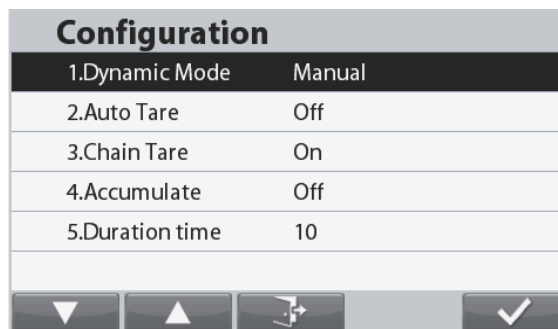 Configuration
1.Dynamic Mode Manual
2.Auto Tare Off
3.Chain Tare On
4.Accumulate Off
5.Duration time 10